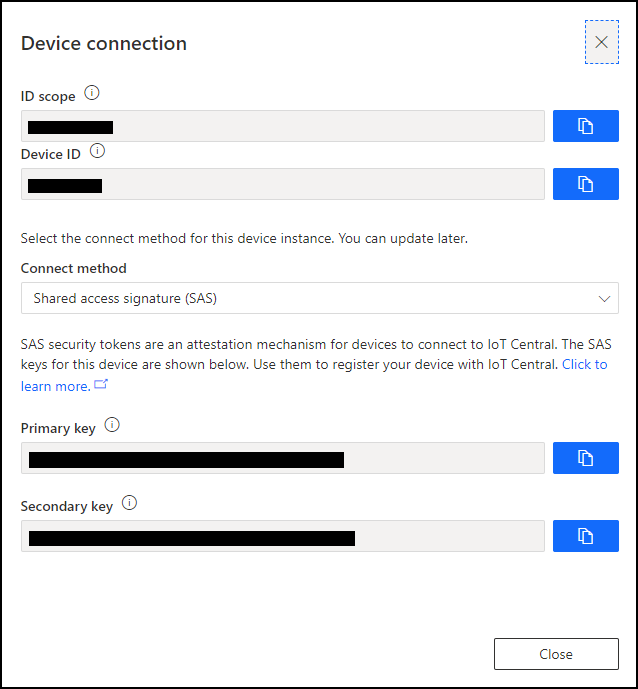 Device connection
ID scope
Device ID
Select the connect method for this device instance. You can update later.
Connect method
Shared access signature (SAS)
SAS security tokens are an attestation mechanism for devices to connect to IoT Central. The SAS
keys for this device are shown below. Use them to register your device with IoT Central. Click to
learn more.
Primary key
Secondary key
Close